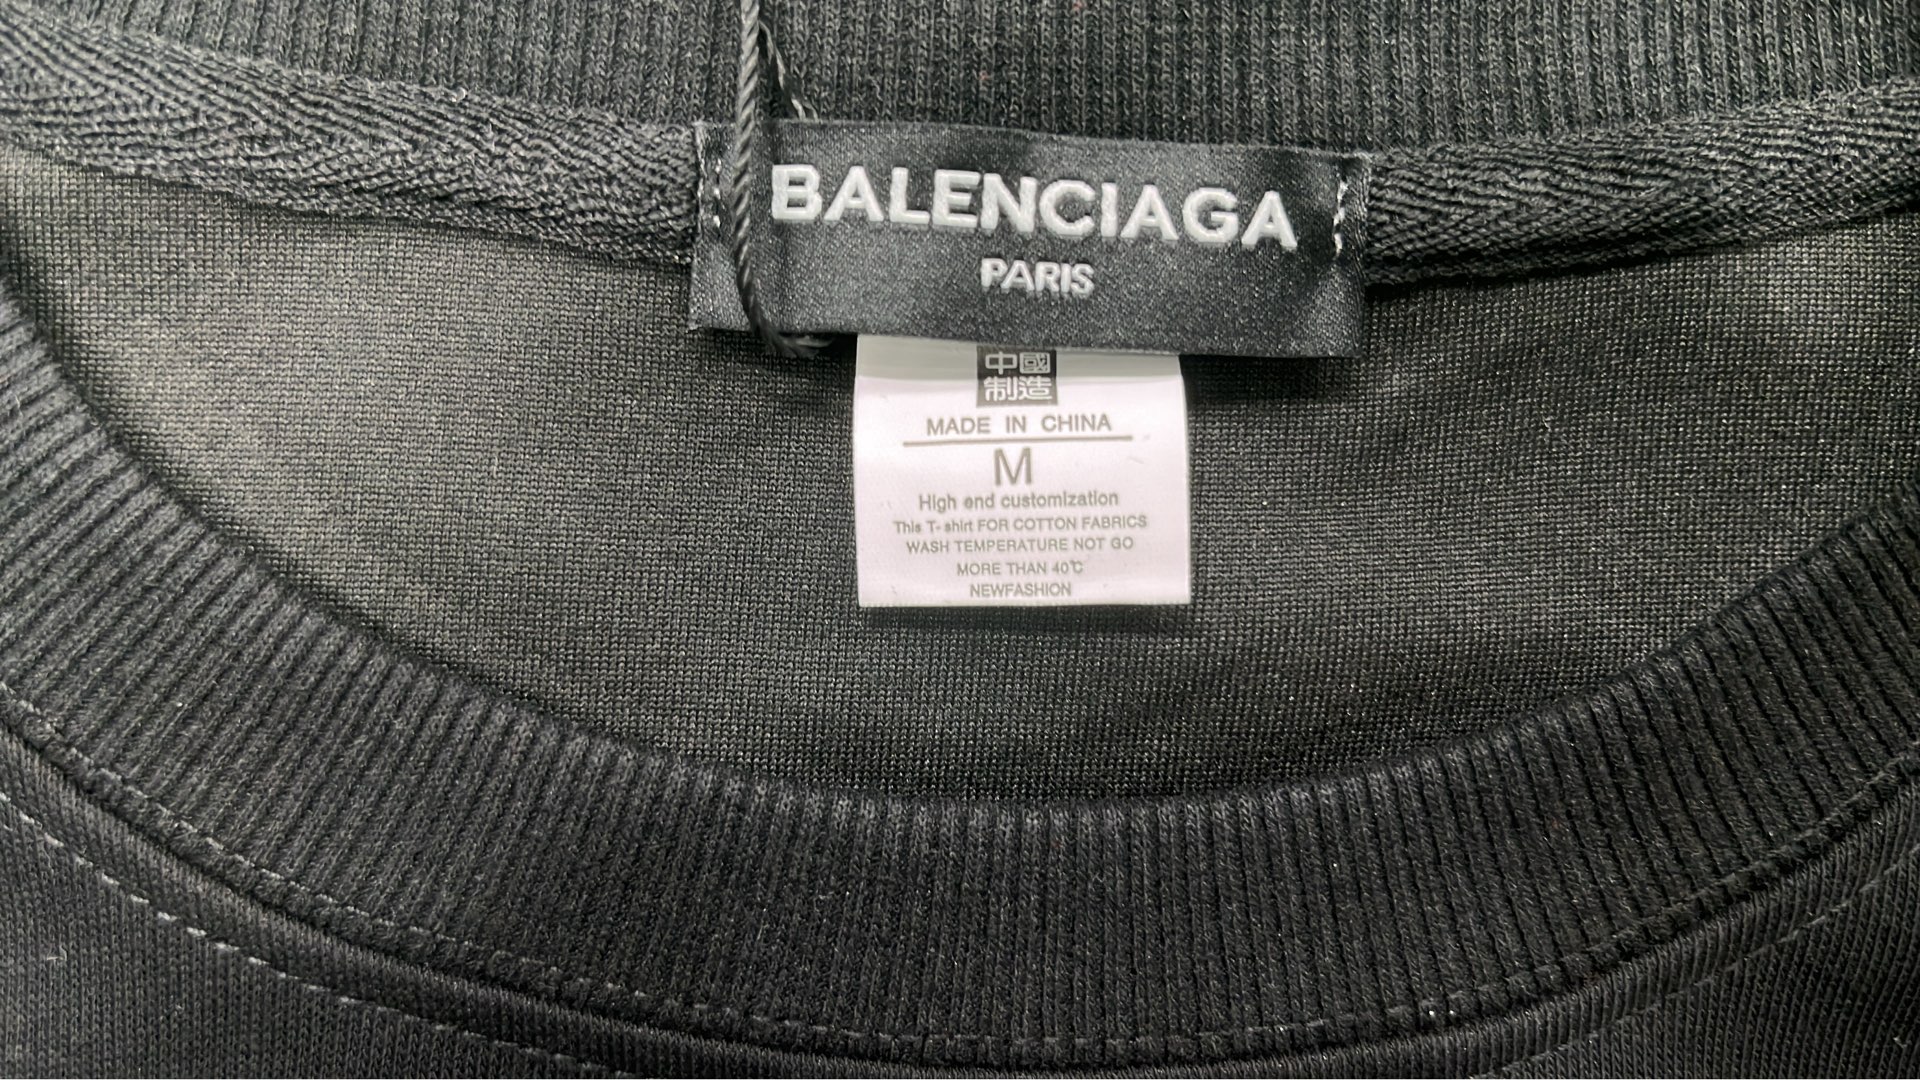 BALENCIAGA
PARIS
中國
制造
MADE IN CHINA
M
High end customization
This T-shirt FOR COTTON FABRICS
WASH TEMPERATURE NOT GO
MORE THAN 40℃
NEWFASHION